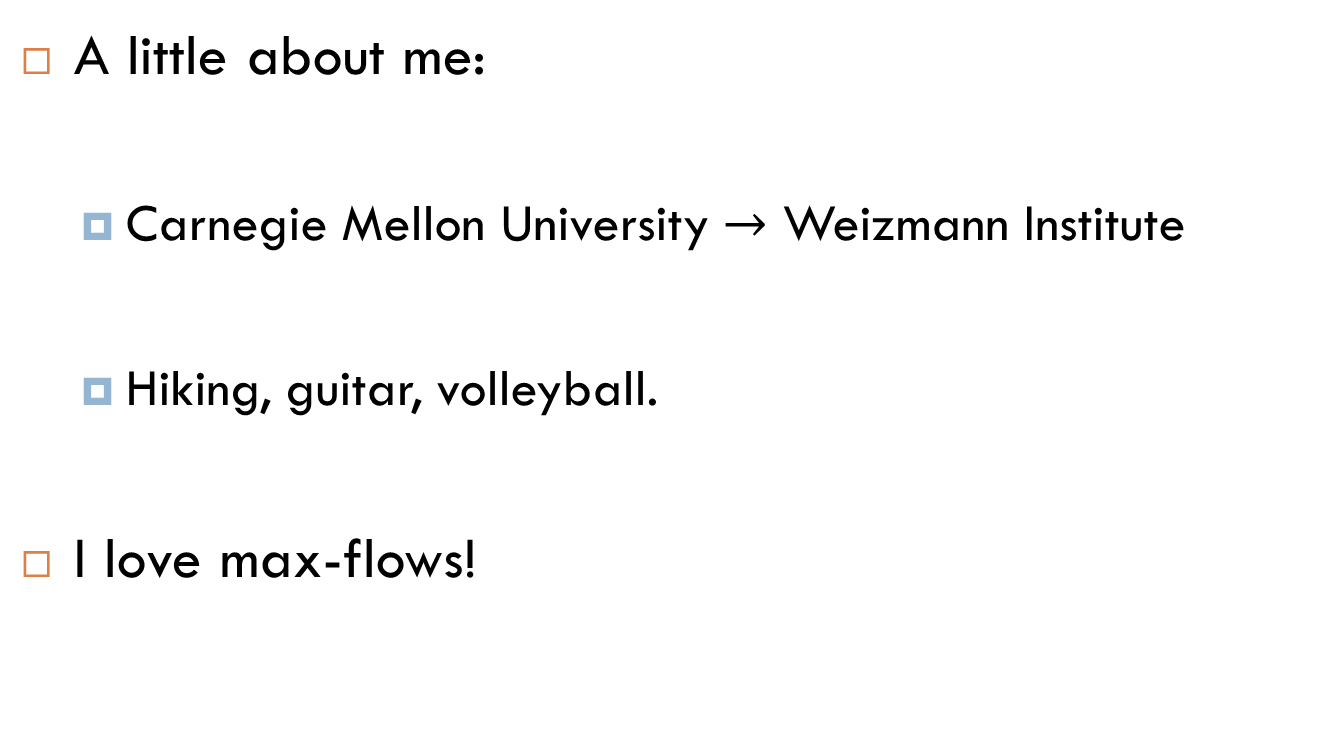 A little about me:
Carnegie Mellon University → Weizmann Institute
Hiking, guitar, volleyball.
I love max-flows!